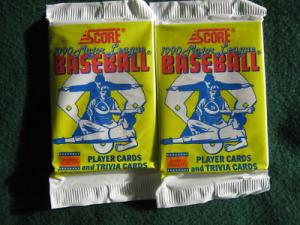 SCORE
1990 Major League
BASEBALL
PLAYER CARDS
and TRIVIA CARDS
SCORE
1990 Major League
BASEBALL
PLAYER CARDS
and TRIVIA CARDS